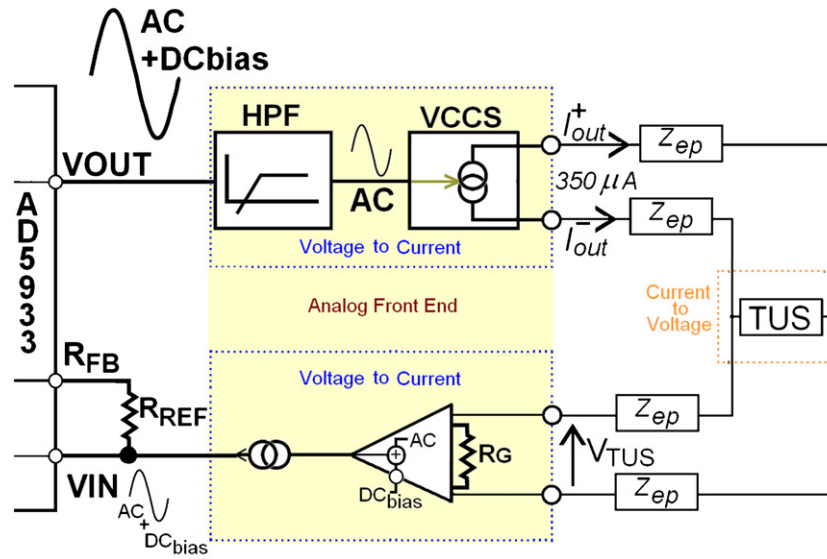 AC
+DCbias
HPF
VCCS
I+out
Zep
VOUT
AC
350 μA
I-out
Zep
AD5933
Voltage to Current
Analog Front End
Current
to
Voltage
TUS
RFB
RREF
Voltage to Current
AC
+
DCbias
RG
VTUS
Zep
Zep
VIN
AC
+
DCbias